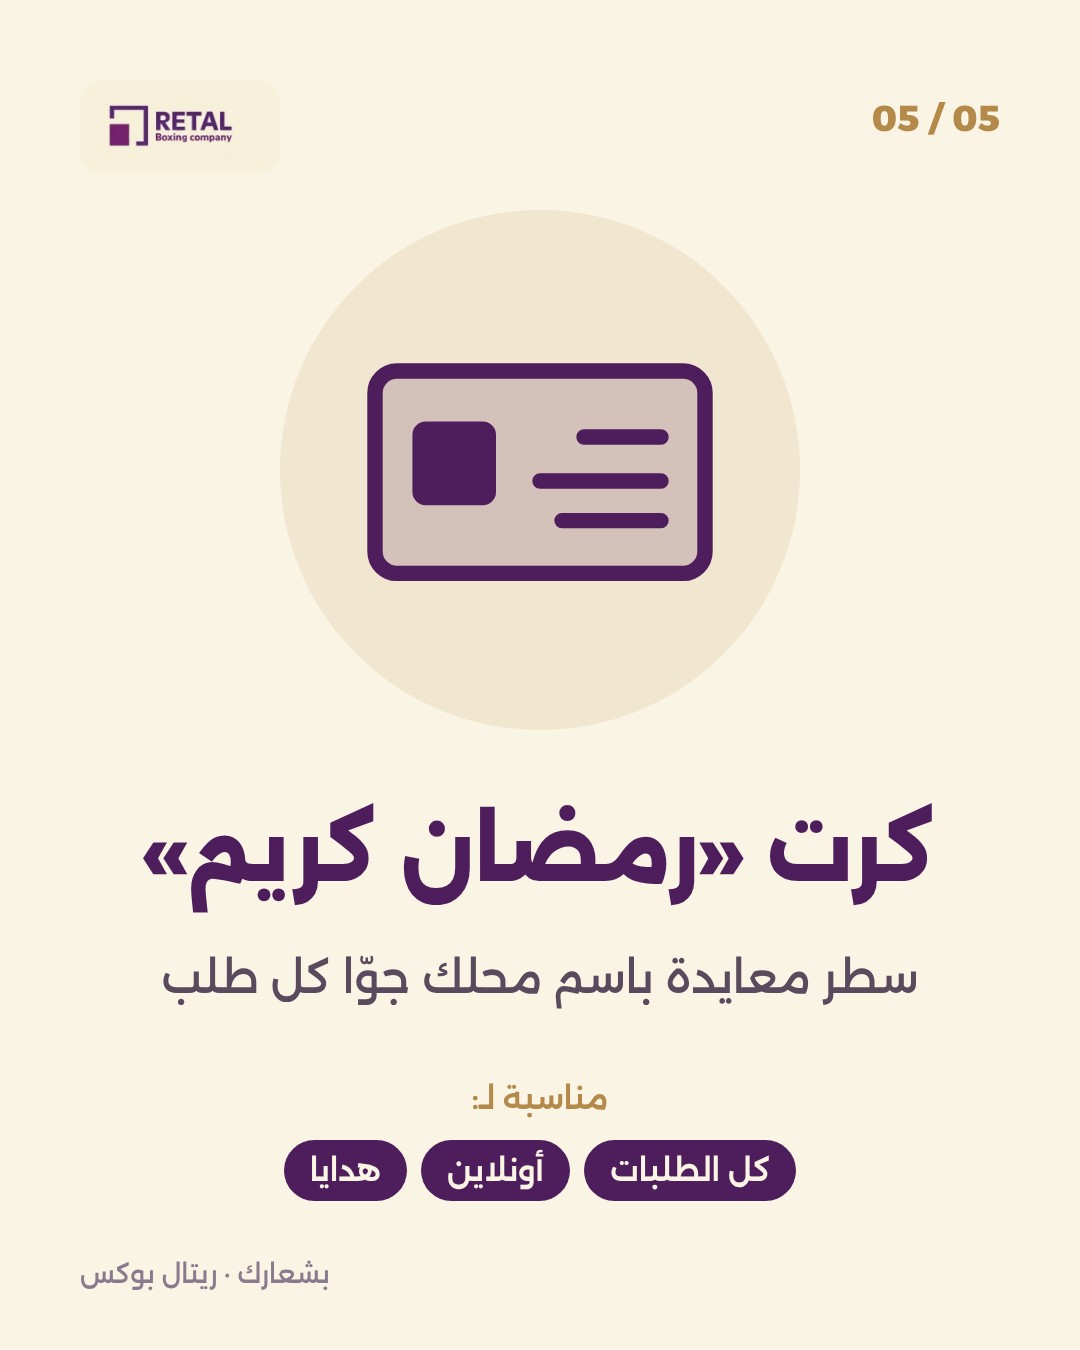 RETAL
Boxing company
05 / 05
كرت «رمضان كريم»
سطر معايدة باسم محلك جوّا كل طلب
مناسبة لـ:
كل الطلبات
أونلاين
هدايا
بشعارك · ريتال بوكس